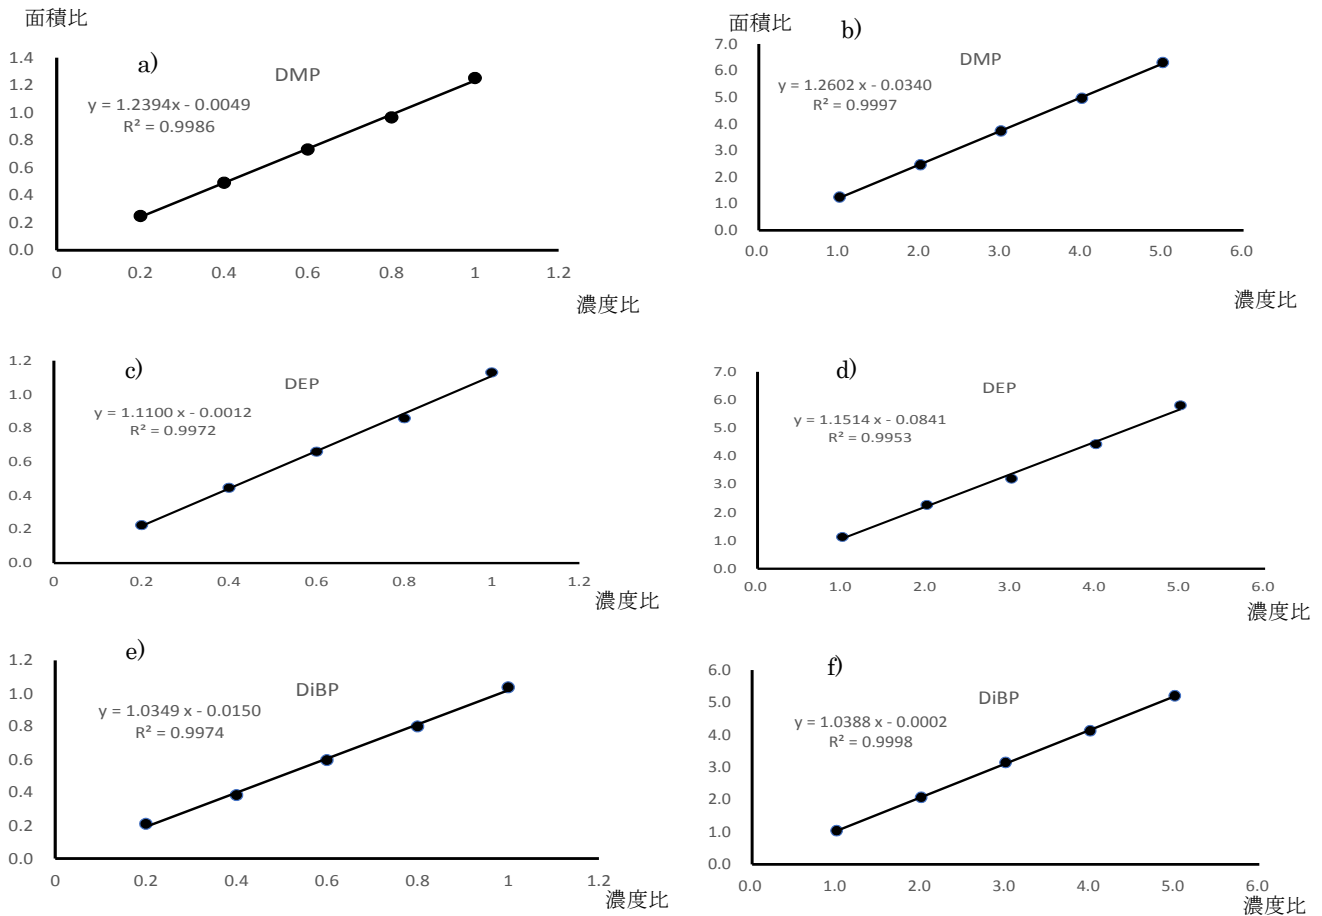 面積比
a)
DMP
y = 1.2394x - 0.0049
R² = 0.9986
1.4
1.2
1.0
0.8
0.6
0.4
0.2
0.0
0 0.2 0.4 0.6 0.8 1 1.2
濃度比
面積比
b)
DMP
y = 1.2602 x - 0.0340
R² = 0.9997
7.0
6.0
5.0
4.0
3.0
2.0
1.0
0.0
0.0 1.0 2.0 3.0 4.0 5.0 6.0
濃度比
c)
DEP
y = 1.1100 x - 0.0012
R² = 0.9972
1.2
1.0
0.8
0.6
0.4
0.2
0.0
0 0.2 0.4 0.6 0.8 1 1.2
濃度比
d)
DEP
y = 1.1514 x - 0.0841
R² = 0.9953
7.0
6.0
5.0
4.0
3.0
2.0
1.0
0.0
0.0 1.0 2.0 3.0 4.0 5.0 6.0
濃度比
e)
DiBP
y = 1.0349 x - 0.0150
R² = 0.9974
1.2
1.0
0.8
0.6
0.4
0.2
0.0
0 0.2 0.4 0.6 0.8 1 1.2
濃度比
f)
DiBP
y = 1.0388 x - 0.0002
R² = 0.9998
6.0
5.0
4.0
3.0
2.0
1.0
0.0
0.0 1.0 2.0 3.0 4.0 5.0 6.0
濃度比